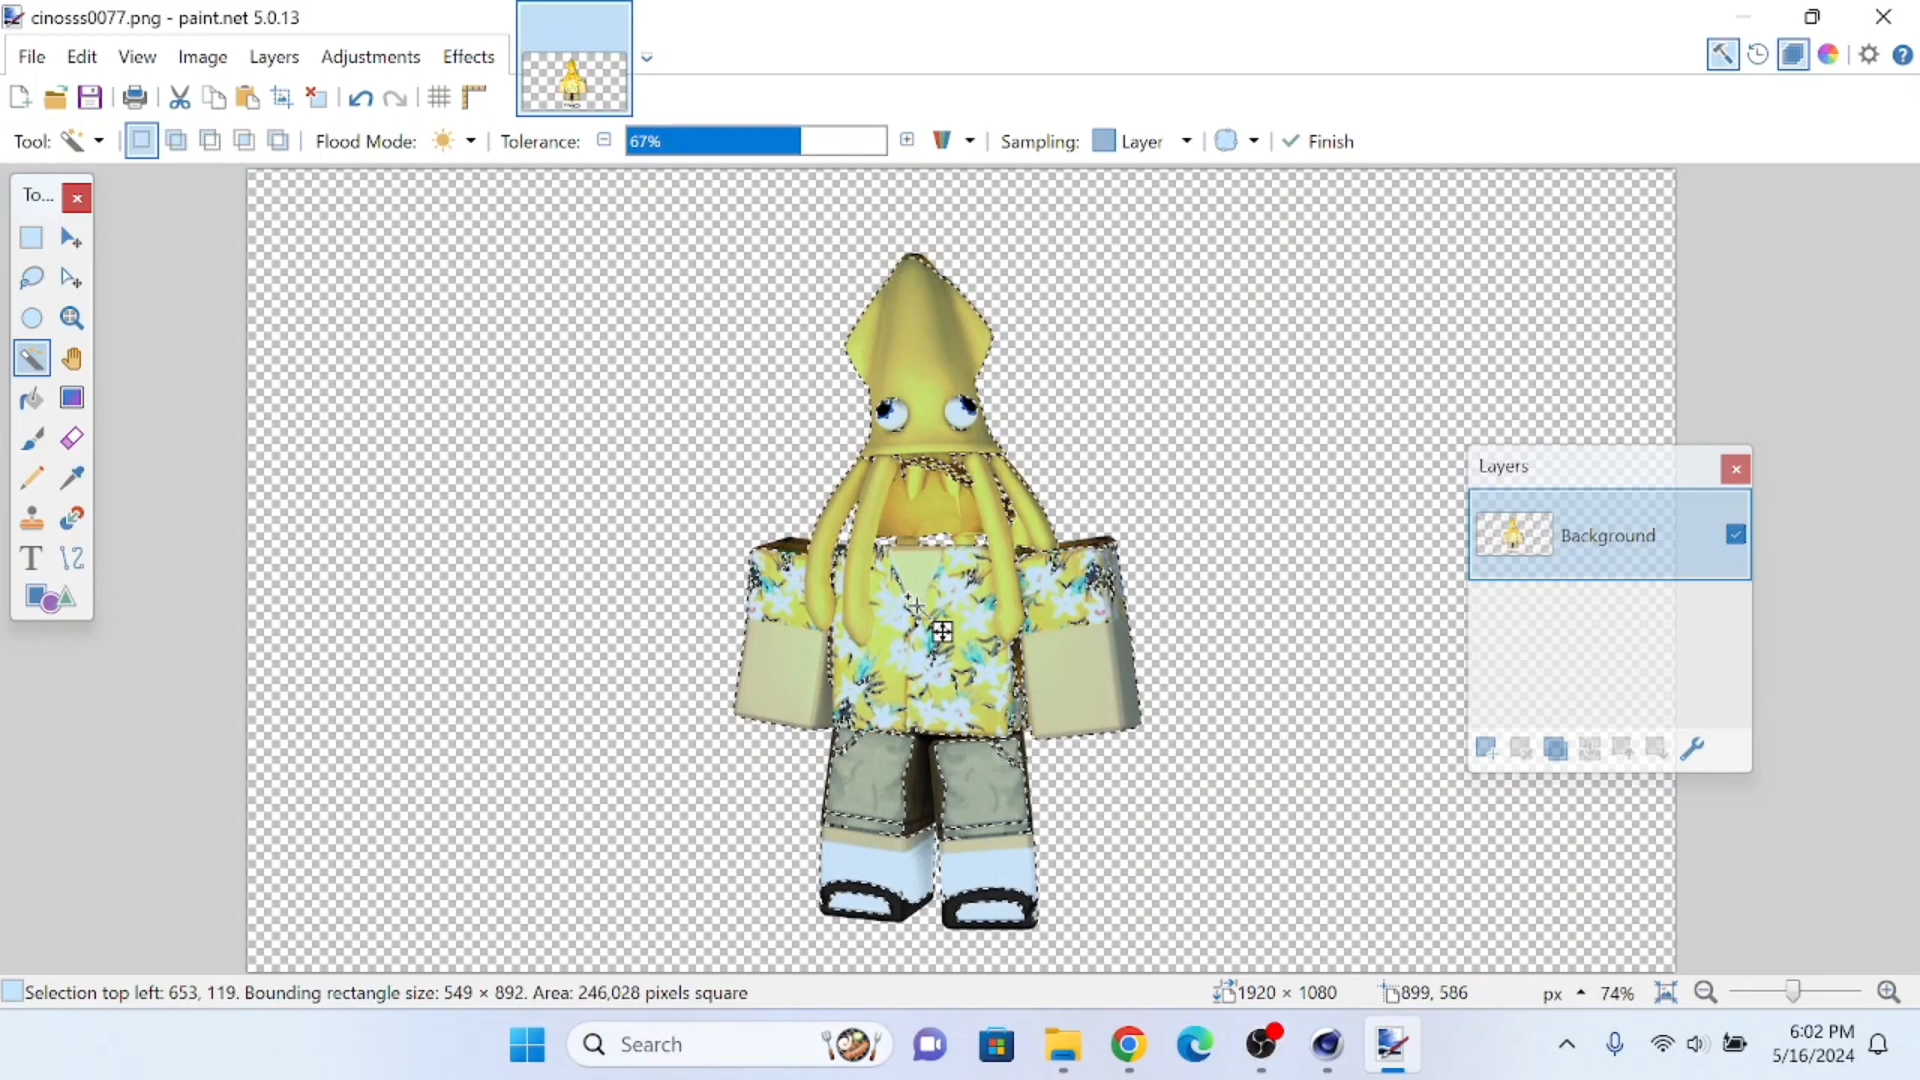 cinosss0077.png - paint.net 5.0.13
File Edit View Image Layers Adjustments Effects
Tool: Flood Mode: Tolerance: 67% Sampling: Layer Finish
To...
T
Layers
Background
Selection top left: 653, 119. Bounding rectangle size: 549 × 892. Area: 246,028 pixels square 1920 × 1080 899, 586 px 74%
Search
6:02 PM
5/16/2024